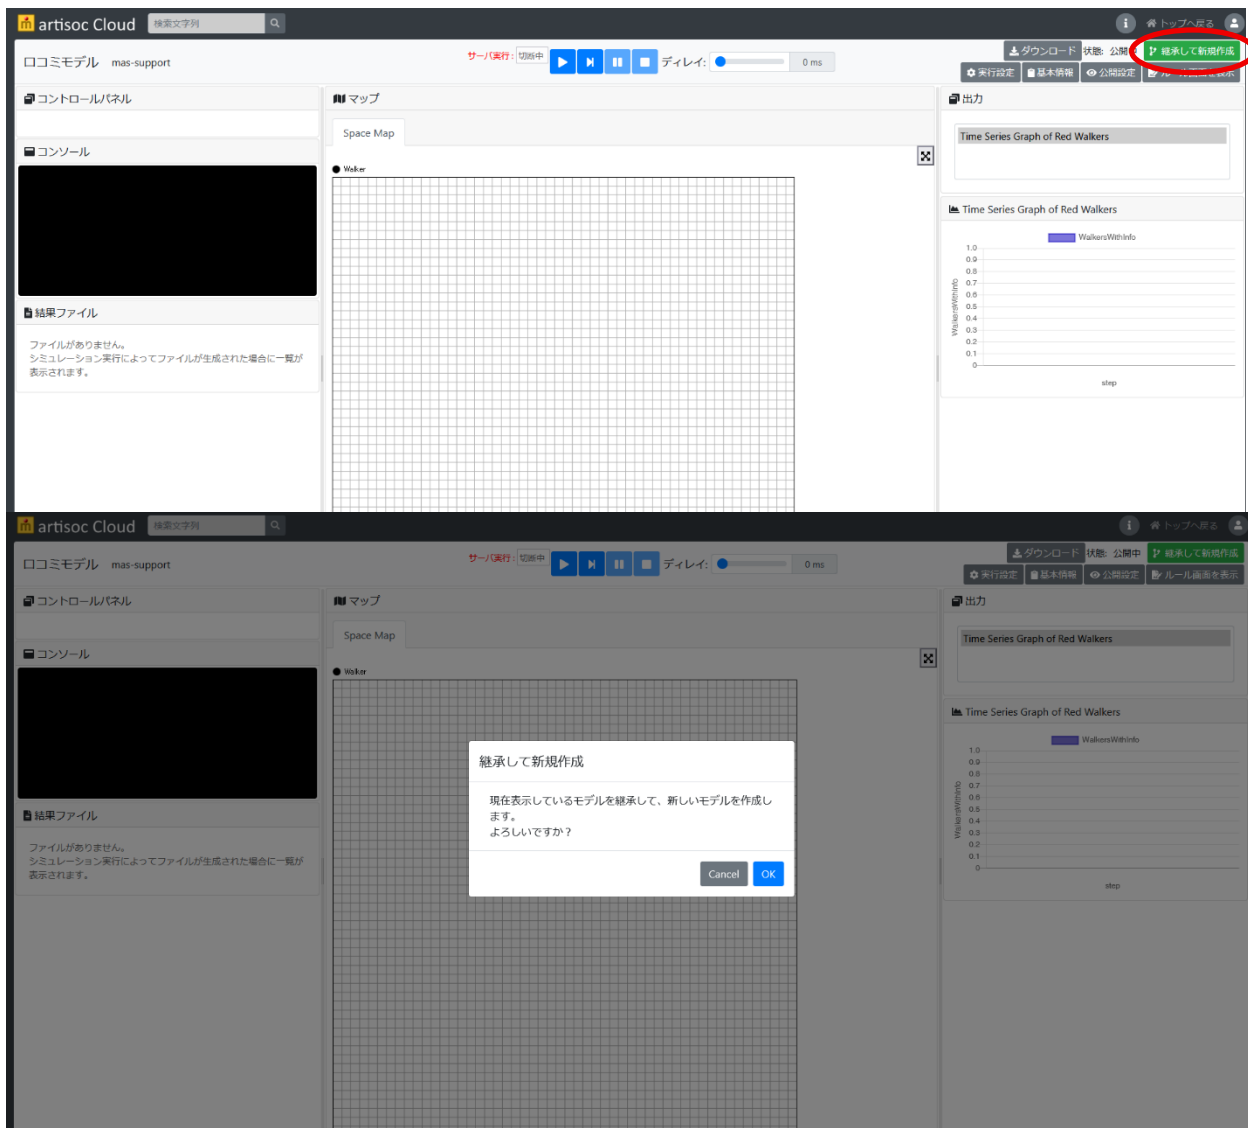 artisoc Cloud 検索文字列 トップへ戻る
口コミモデル mas-support サーバ実行: 切断中 ディレイ: 0 ms ダウンロード 状態: 公開中 継承して新規作成
実行設定 基本情報 公開設定 ルール画面を表示
コントロールパネル マップ 出力
Space Map Time Series Graph of Red Walkers
コンソール
Walker
Time Series Graph of Red Walkers
WalkersWithInfo
1.0
0.9
0.8
0.7
0.6
0.5
0.4
0.3
0.2
0.1
0
WalkersWithInfo
step
結果ファイル
ファイルがありません。
シミュレーション実行によってファイルが生成された場合に一覧が
表示されます。
artisoc Cloud 検索文字列 トップへ戻る
口コミモデル mas-support サーバ実行: 切断中 ディレイ: 0 ms ダウンロード 状態: 公開中 継承して新規作成
実行設定 基本情報 公開設定 ルール画面を表示
コントロールパネル マップ 出力
Space Map Time Series Graph of Red Walkers
コンソール
Walker
Time Series Graph of Red Walkers
WalkersWithInfo
1.0
0.9
0.8
0.7
0.6
0.5
0.4
0.3
0.2
0.1
0
WalkersWithInfo
step
継承して新規作成
現在表示しているモデルを継承して、新しいモデルを作成し
ます。
よろしいですか？
Cancel OK
結果ファイル
ファイルがありません。
シミュレーション実行によってファイルが生成された場合に一覧が
表示されます。